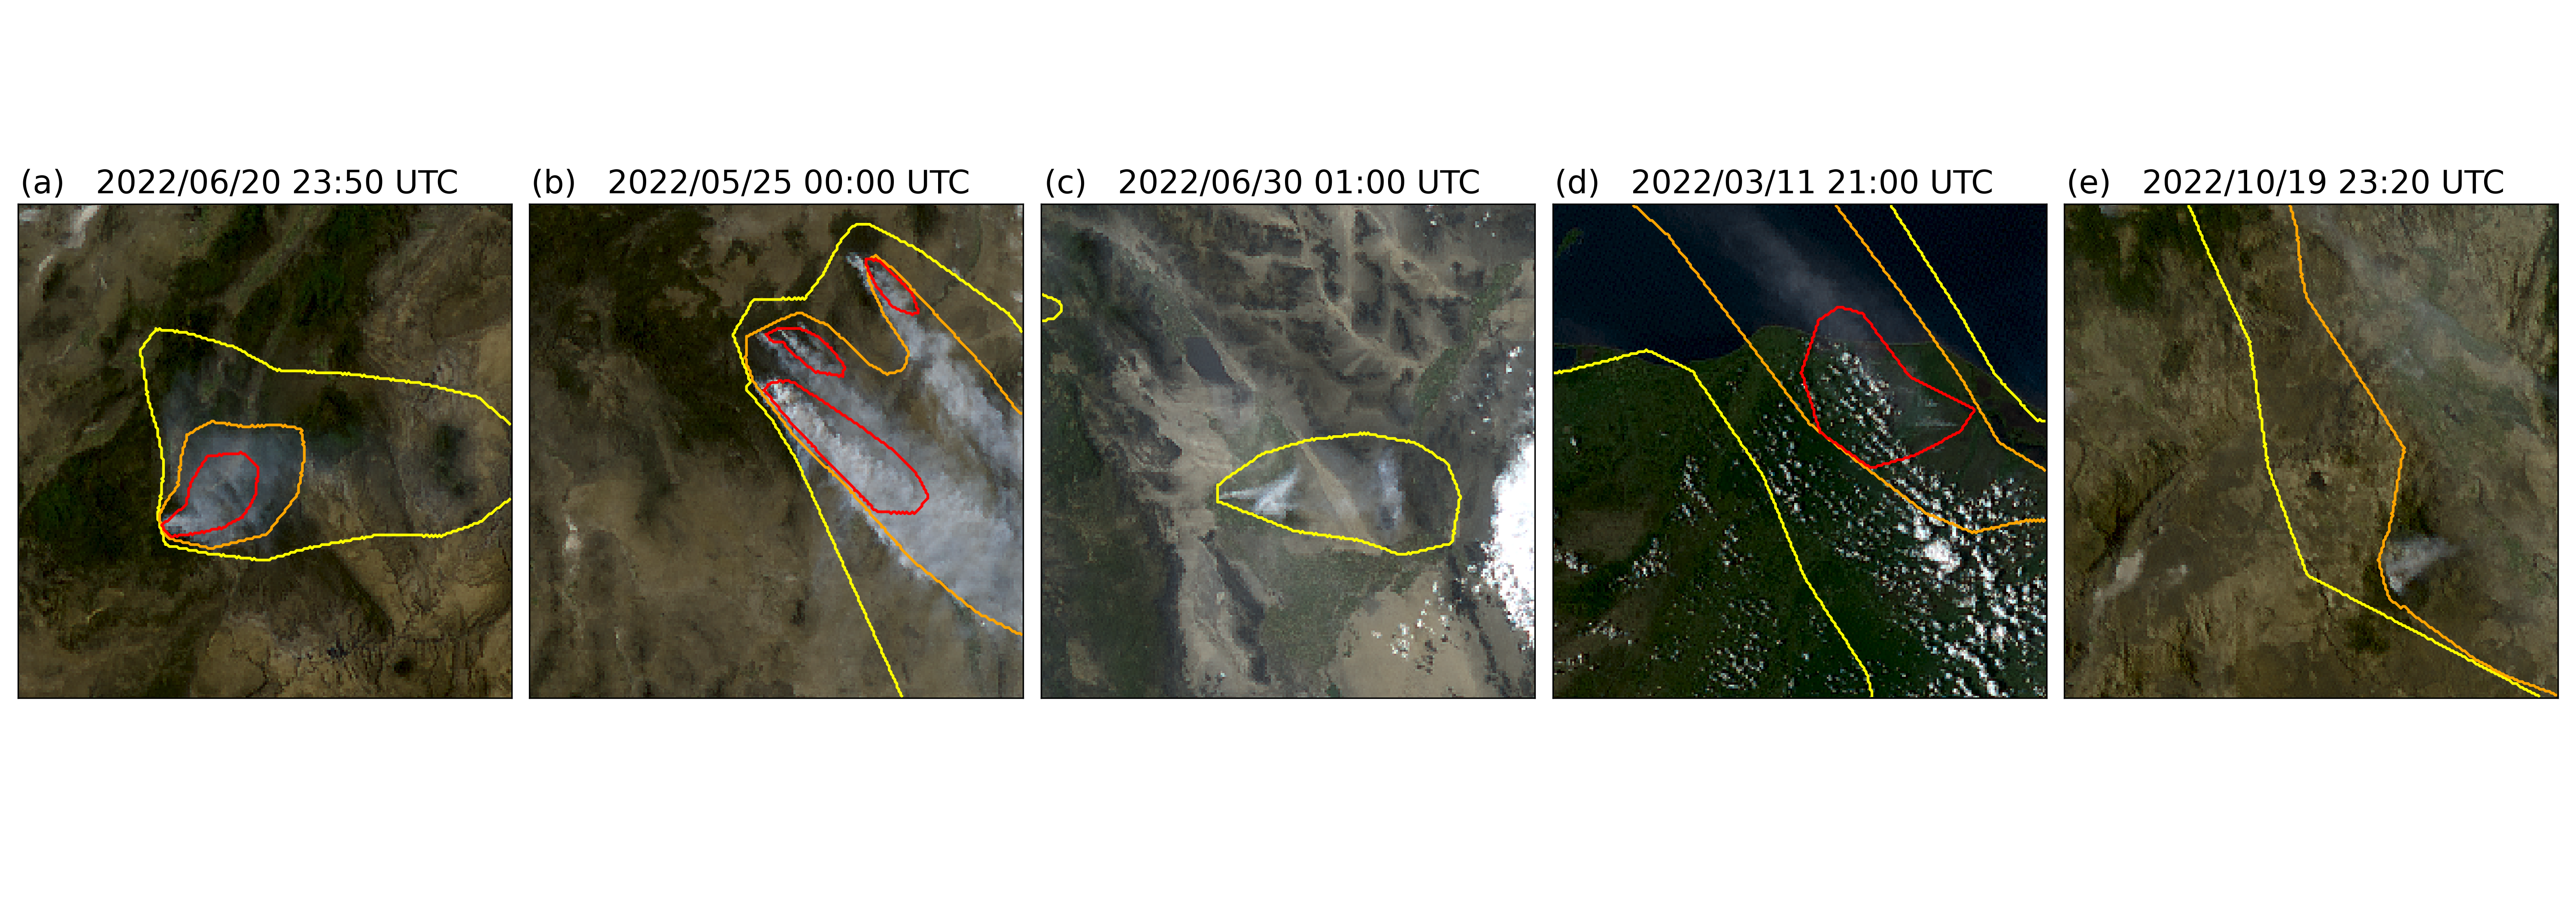 (a) 2022/06/20 23:50 UTC
(b) 2022/05/25 00:00 UTC
(c) 2022/06/30 01:00 UTC
(d) 2022/03/11 21:00 UTC
(e) 2022/10/19 23:20 UTC